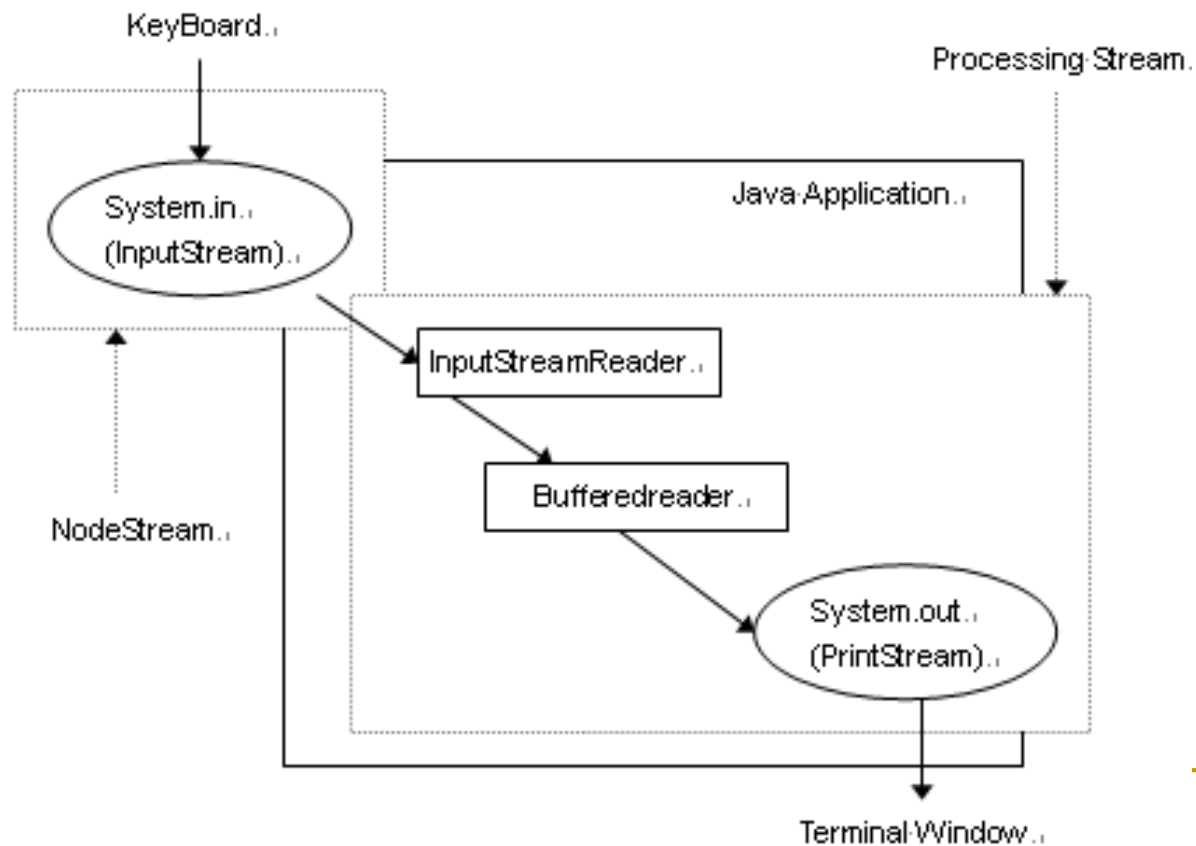 KeyBoard
Processing Stream
Java Application
System.in
(InputStream)
InputStreamReader
Bufferedreader
NodeStream
System.out
(PrintStream)
Terminal Window